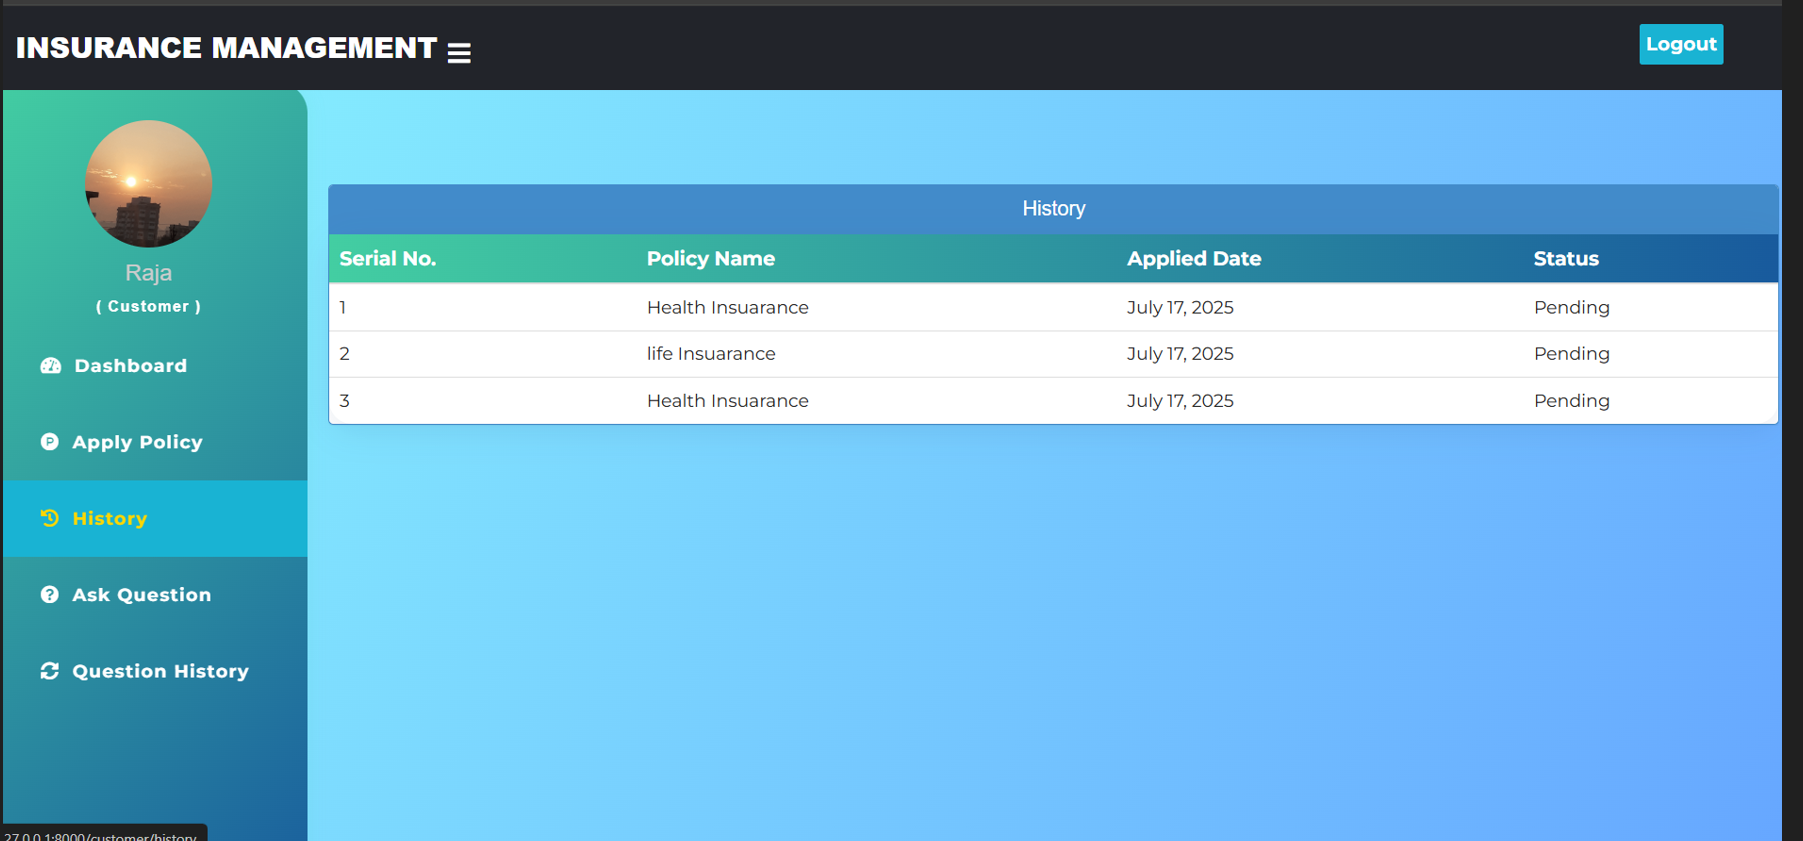 INSURANCE MANAGEMENT
Logout
Raja
( Customer )
Dashboard
Apply Policy
History
Ask Question
Question History
History
Serial No. Policy Name Applied Date Status
1 Health Insuarance July 17, 2025 Pending
2 life Insuarance July 17, 2025 Pending
3 Health Insuarance July 17, 2025 Pending
27.0.0.1:8000/customer/history